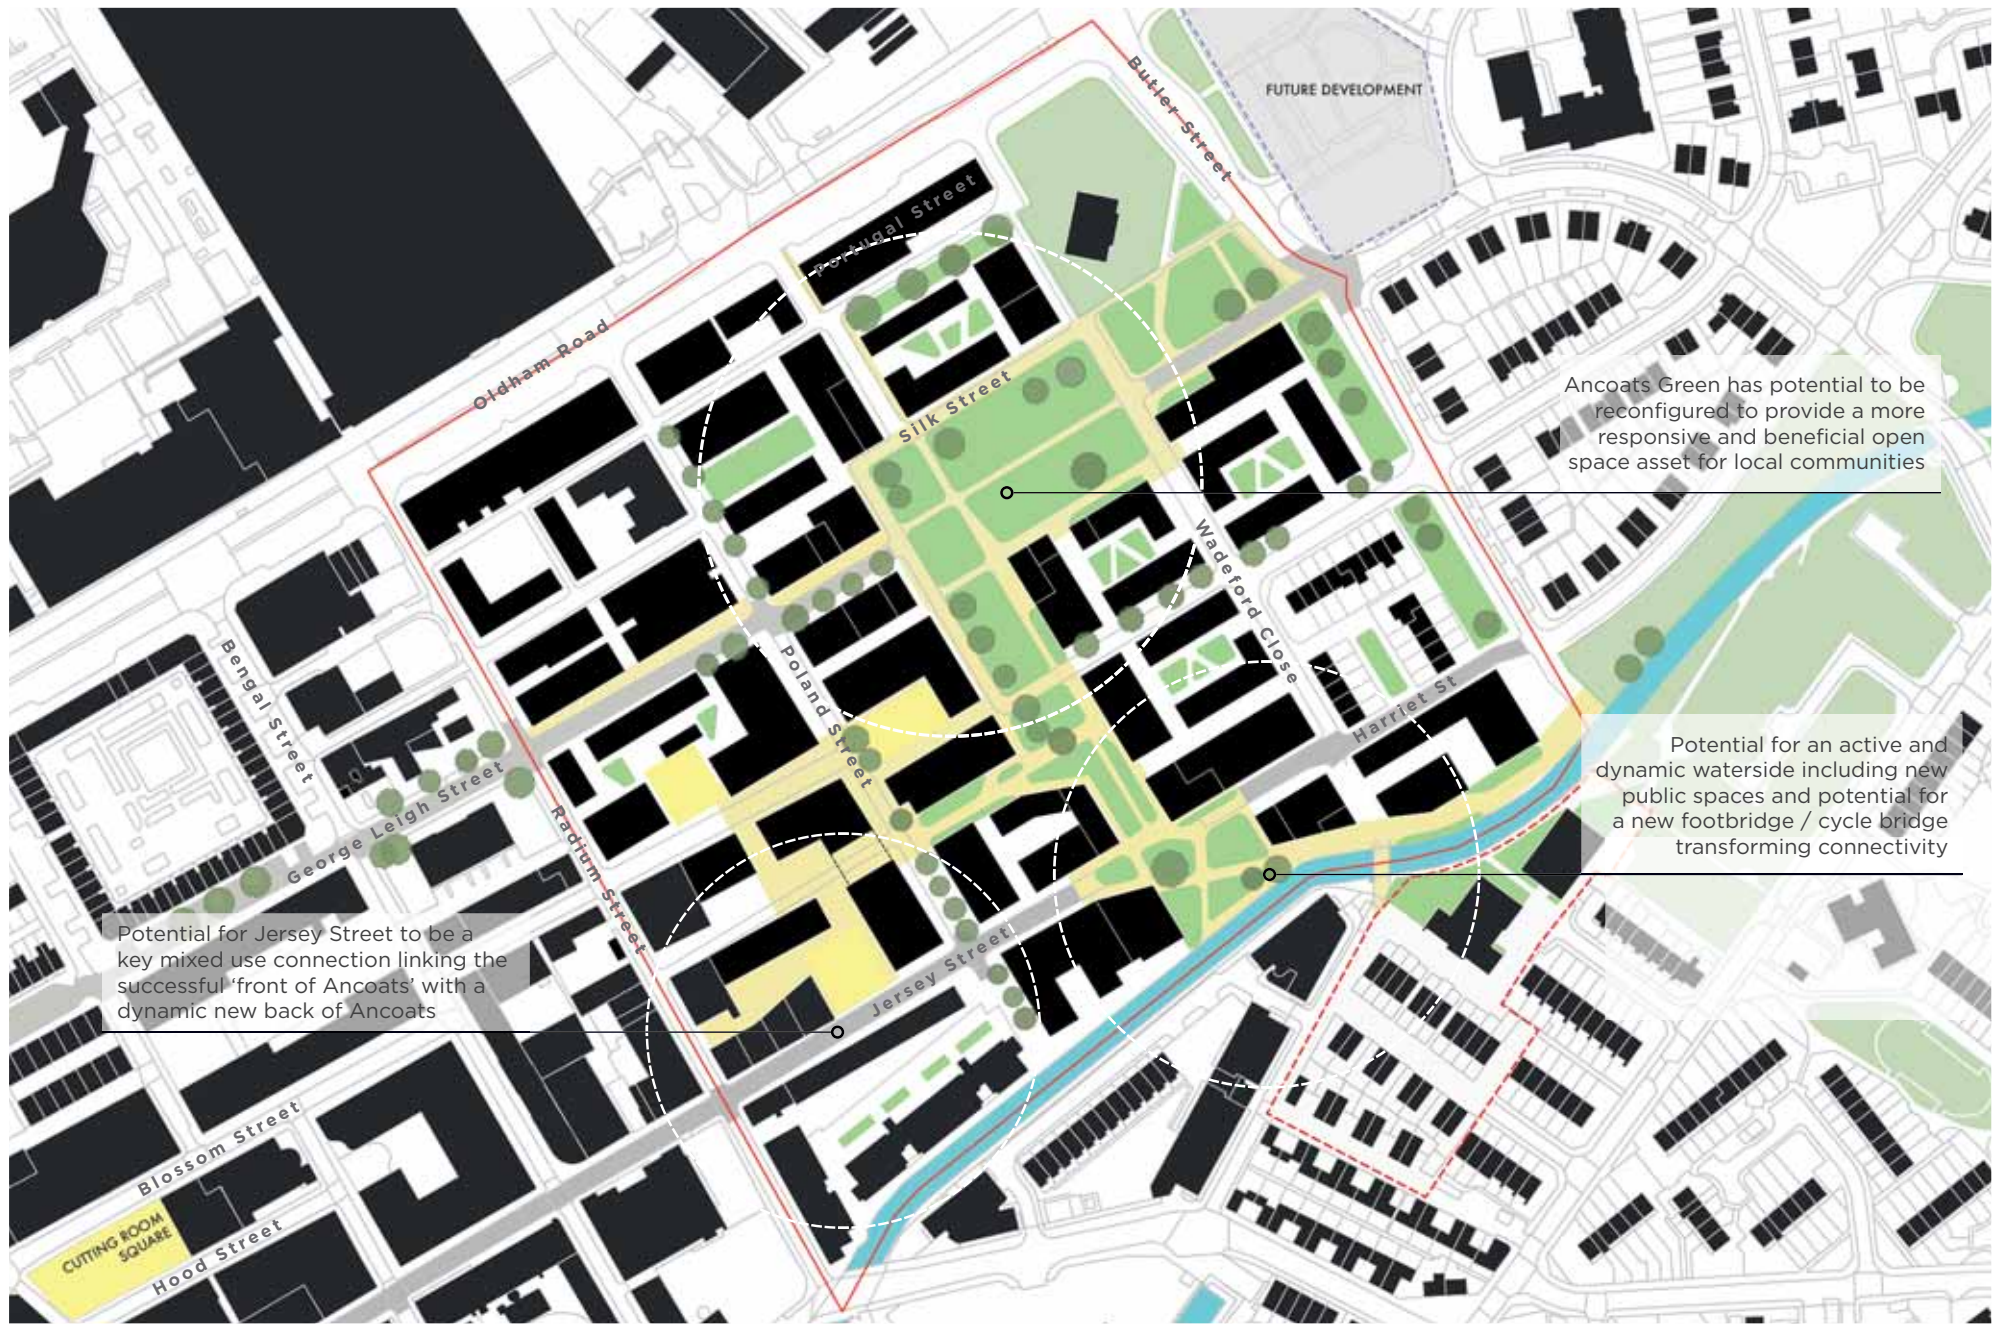 Butler Street
FUTURE DEVELOPMENT
Portugal Street
Oldham Road
Silk Street
Ancoats Green has potential to be
reconfigured to provide a more
responsive and beneficial open
space asset for local communities
Wadeford Close
Bengal Street
Poland Street
Harriet St
George Leigh Street
Radium Street
Potential for an active and
dynamic waterside including new
public spaces and potential for
a new footbridge / cycle bridge
transforming connectivity
Potential for Jersey Street to be a
key mixed use connection linking the
successful ‘front of Ancoats’ with a
dynamic new back of Ancoats
Jersey Street
Blossom Street
CUTTING ROOM
SQUARE
Hood Street